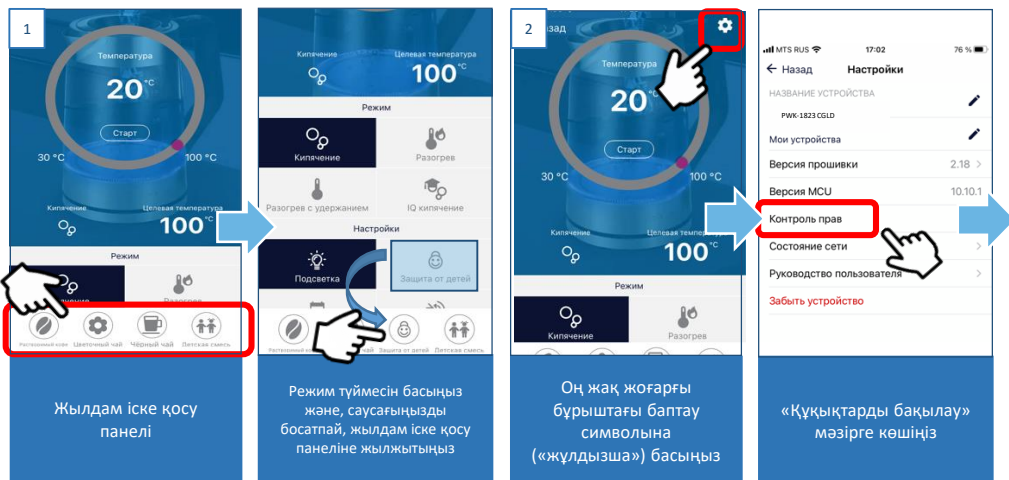 1
Температура
20 °C
Старт
30 °C
100 °C
Кипячение
Целевая температура
100 °C
Режим
Разогрев
Растворимый кофе
Цветочный чай
Чёрный чай
Детская смесь
Жылдам іске қосу
панелі
Кипячение
Целевая температура
100 °C
Режим
Кипячение
Разогрев
Разогрев с удержанием
IQ кипячение
Настройки
Подсветка
Защита от детей
чай
Защита от детей
Детская смесь
Режим түймесін басыңыз
және, саусағыңызды
босатпай, жылдам іске қосу
панеліне жылжытыңыз
2
зад
Температура
20
Старт
30 °C
100 °C
Кипячение
Целевая температура
100 °C
Режим
Кипячение
Разогрев
Оң жақ жоғарғы
бұрыштағы баптау
символына
(«жұлдызша») басыңыз
MTS RUS
17:02
76 %
← Назад
Настройки
НАЗВАНИЕ УСТРОЙСТВА
PWK-1823 CGLD
Мои устройства
Версия прошивки
2.18 >
Версия MCU
10.10.1
Контроль прав
Состояние сети >
Руководство пользователя >
Забыть устройство
«Құқықтарды бақылау»
мәзірге көшіңіз